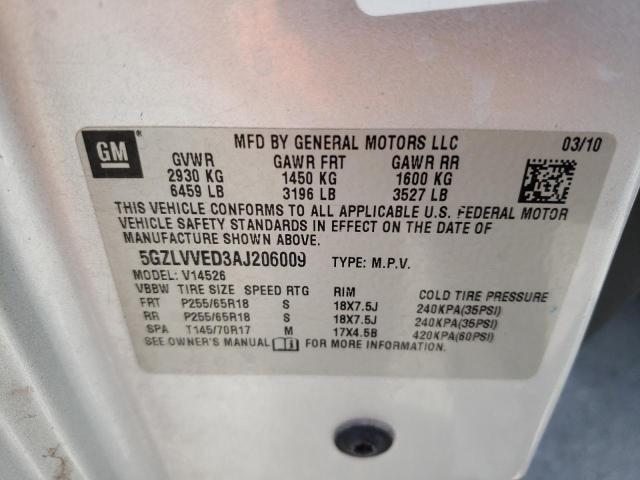 GM ®
MFD BY GENERAL MOTORS LLC 03/10
GVWR GAWR FRT GAWR RR
2930 KG 1450 KG 1600 KG
6459 LB 3196 LB 3527 LB
THIS VEHICLE CONFORMS TO ALL APPLICABLE U.S. FEDERAL MOTOR
VEHICLE SAFETY STANDARDS IN EFFECT ON THE DATE OF
MANUFACTURE SHOWN ABOVE.
5GZLVVED3AJ206009 TYPE: M.P.V.
MODEL: V14526
VBBW TIRE SIZE SPEED RTG RIM COLD TIRE PRESSURE
FRT P255/65R18 S 18X7.5J 240KPA(35PSI)
RR P255/65R18 S 18X7.5J 240KPA(35PSI)
SPA T145/70R17 M 17X4.5B 420KPA(60PSI)
SEE OWNER'S MANUAL FOR MORE INFORMATION.